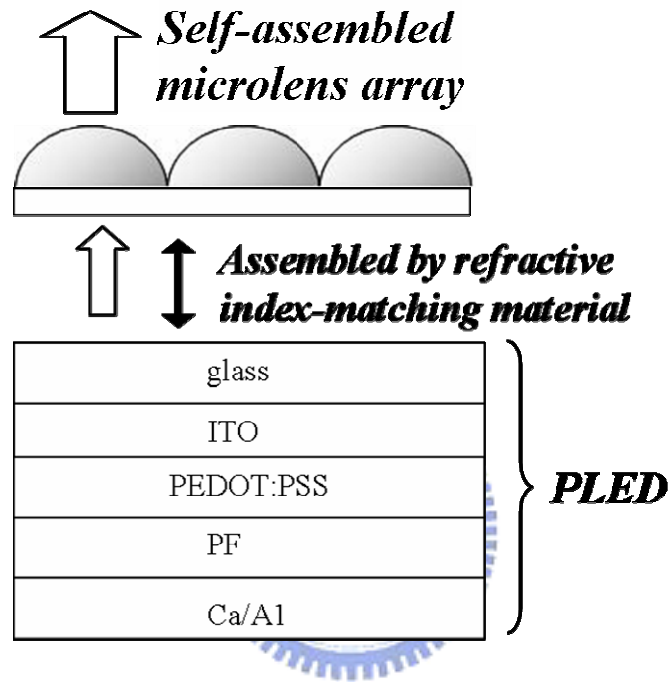 Self-assembled
microlens array
Assembled by refractive
index-matching material
glass
ITO
PEDOT:PSS
PF
Ca/Al
PLED